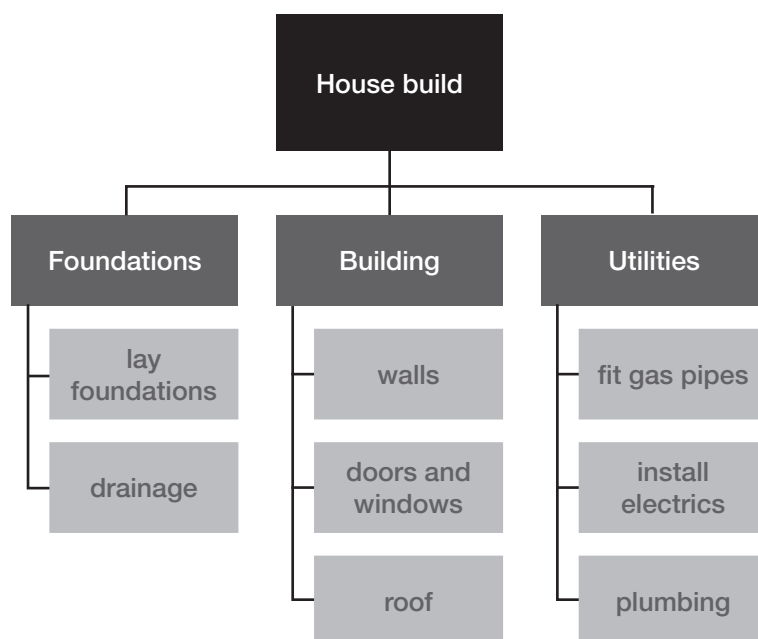 House build
Foundations
lay
foundations
drainage
Building
walls
doors and
windows
roof
Utilities
fit gas pipes
install
electrics
plumbing